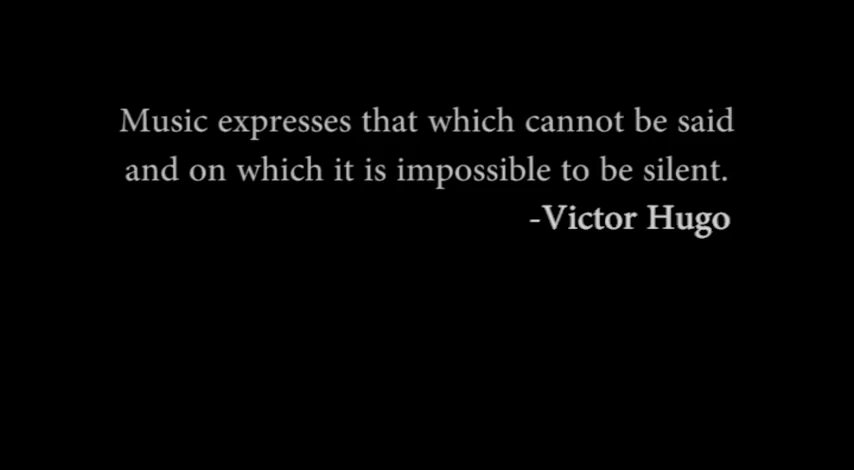 Music expresses that which cannot be said
and on which it is impossible to be silent.
-Victor Hugo